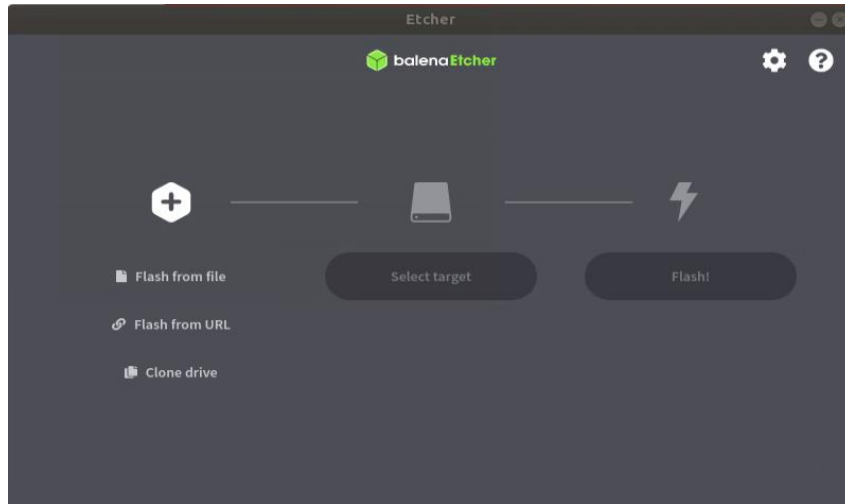 Etcher
balenaEtcher
Flash from file
Select target
Flash!
Flash from URL
Clone drive